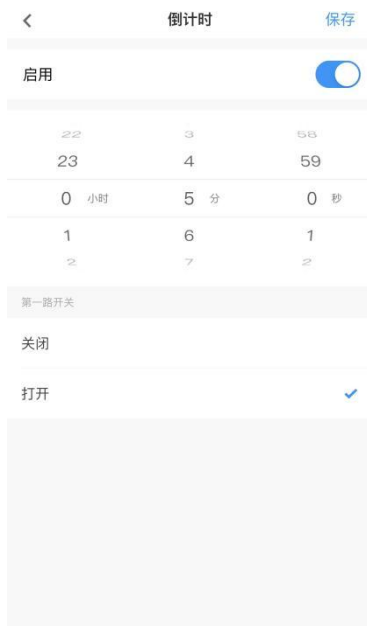 倒计时 保存
启用
22 3 58
23 4 59
0 小时 5 分 0 秒
1 6 1
2 7 2
第一路开关
关闭
打开